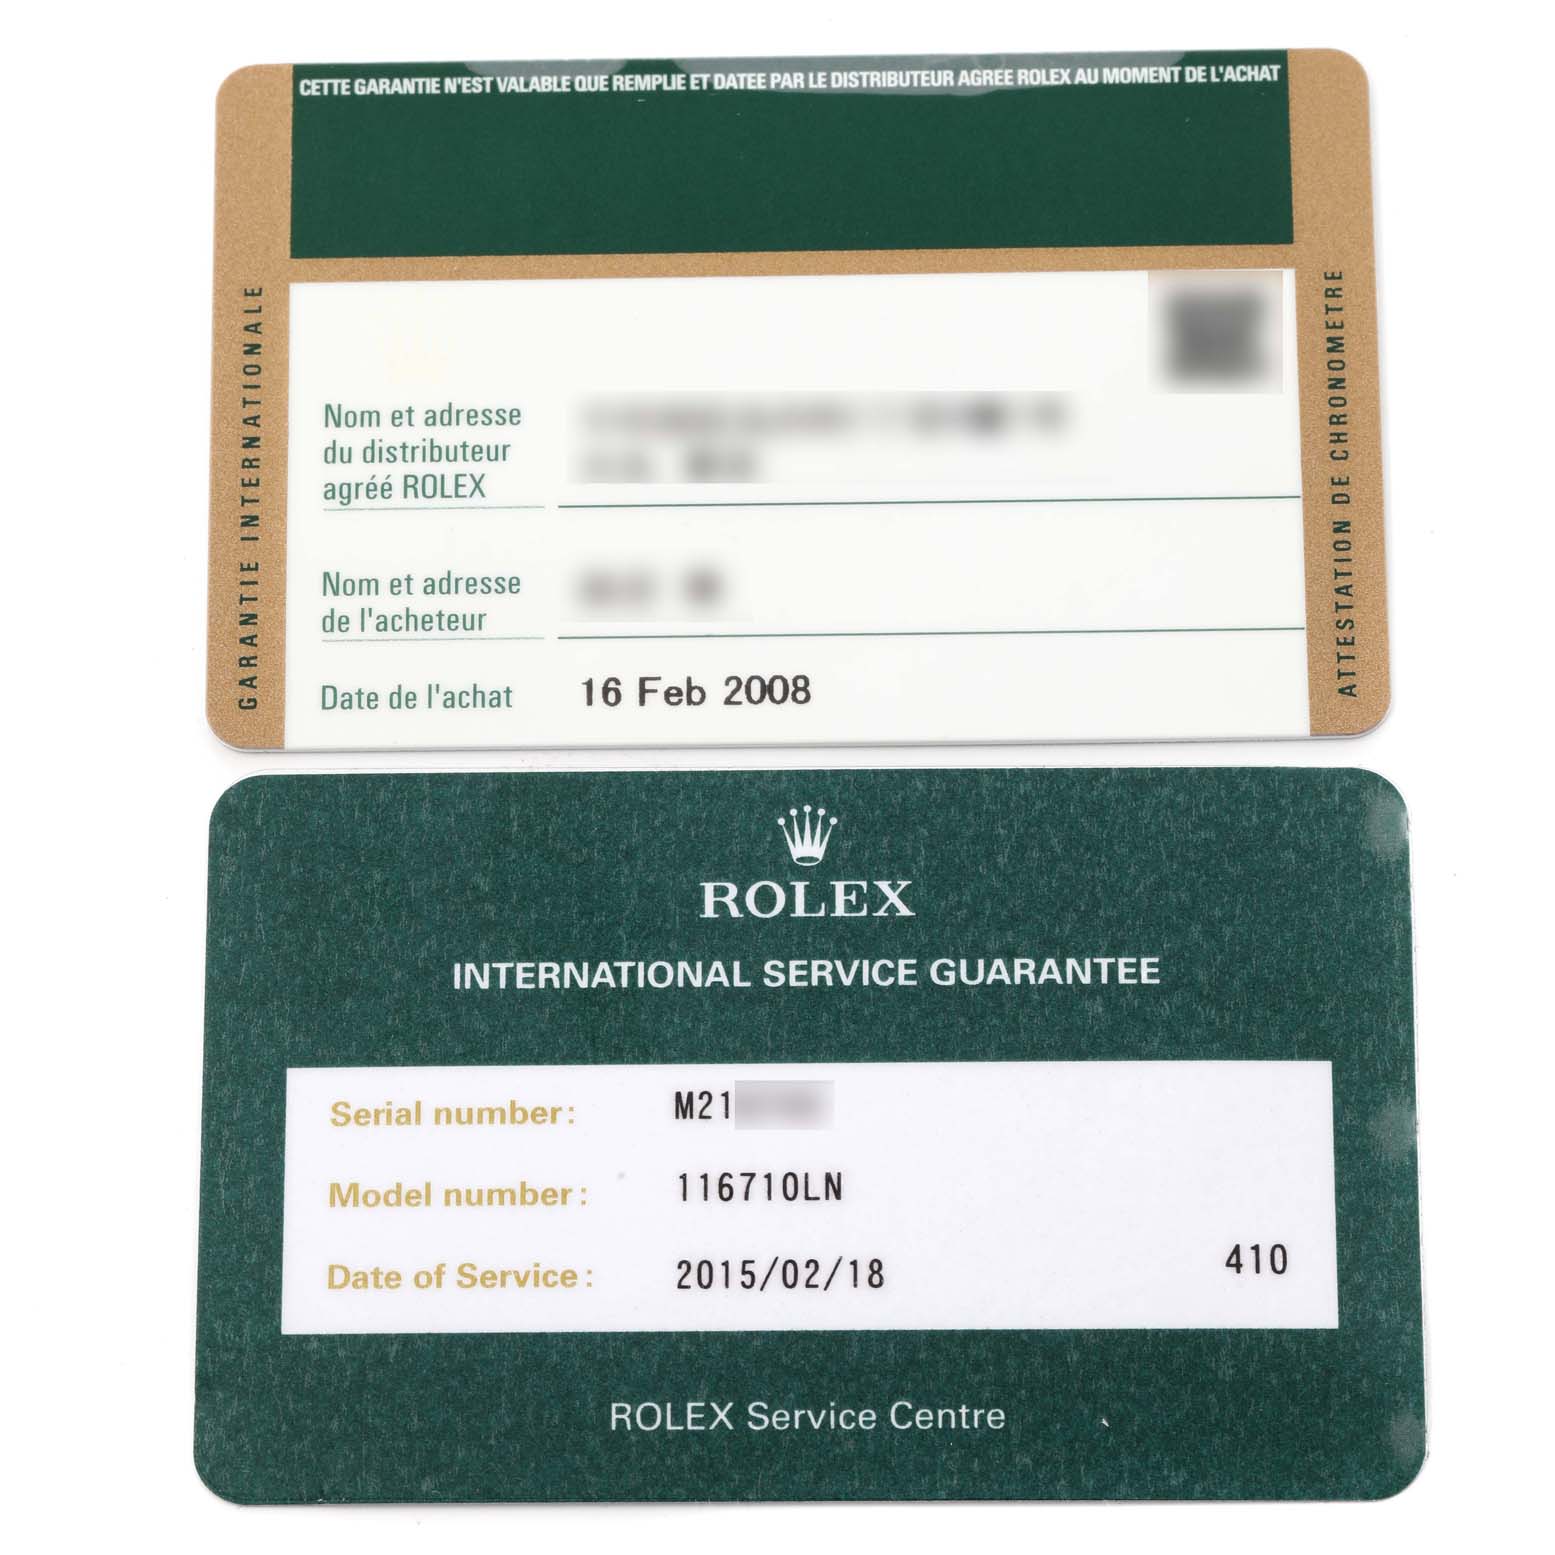 CETTE GARANTIE N'EST VALABLE QUE REMPLIE ET DATEE PAR LE DISTRIBUTEUR AGREE ROLEX AU MOMENT DE L'ACHAT
GARANTIE INTERNATIONALE
Nom et adresse
du distributeur
agréé ROLEX
Nom et adresse
de l'acheteur
Date de l'achat 16 Feb 2008
ATTESTATION DE CHRONOMETRE
ROLEX
INTERNATIONAL SERVICE GUARANTEE
Serial number: M21
Model number: 116710LN
Date of Service: 2015/02/18 410
ROLEX Service Centre